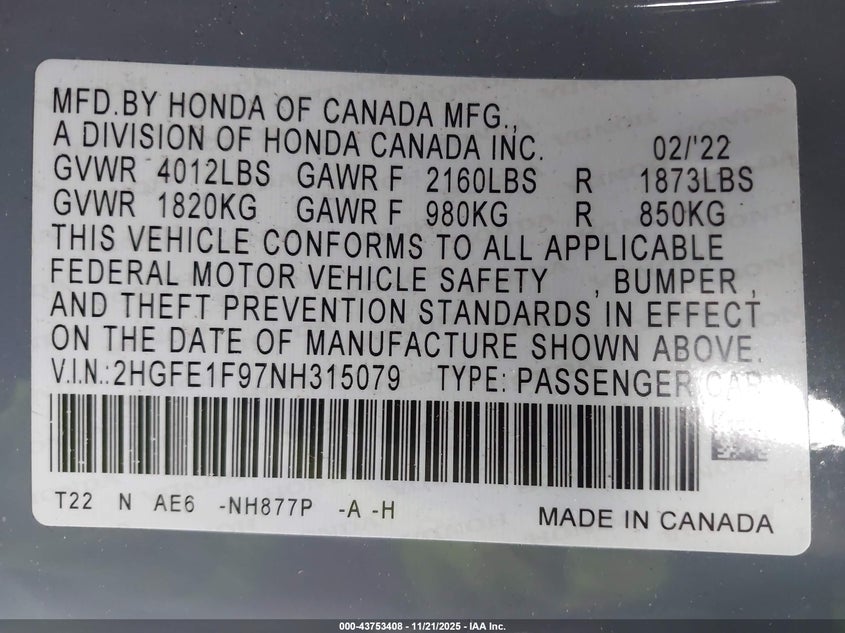 MFD.BY HONDA OF CANADA MFG.,
A DIVISION OF HONDA CANADA INC. 02/'22
GVWR 4012LBS GAWR F 2160LBS R 1873LBS
GVWR 1820KG GAWR F 980KG R 850KG
THIS VEHICLE CONFORMS TO ALL APPLICABLE
FEDERAL MOTOR VEHICLE SAFETY , BUMPER ,
AND THEFT PREVENTION STANDARDS IN EFFECT
ON THE DATE OF MANUFACTURE SHOWN ABOVE.
V.I.N.:2HGFE1F97NH315079 TYPE: PASSENGER CAR
T22 N AE6 -NH877P -A -H MADE IN CANADA
000-43753408 - 11/21/2025 - IAA Inc.